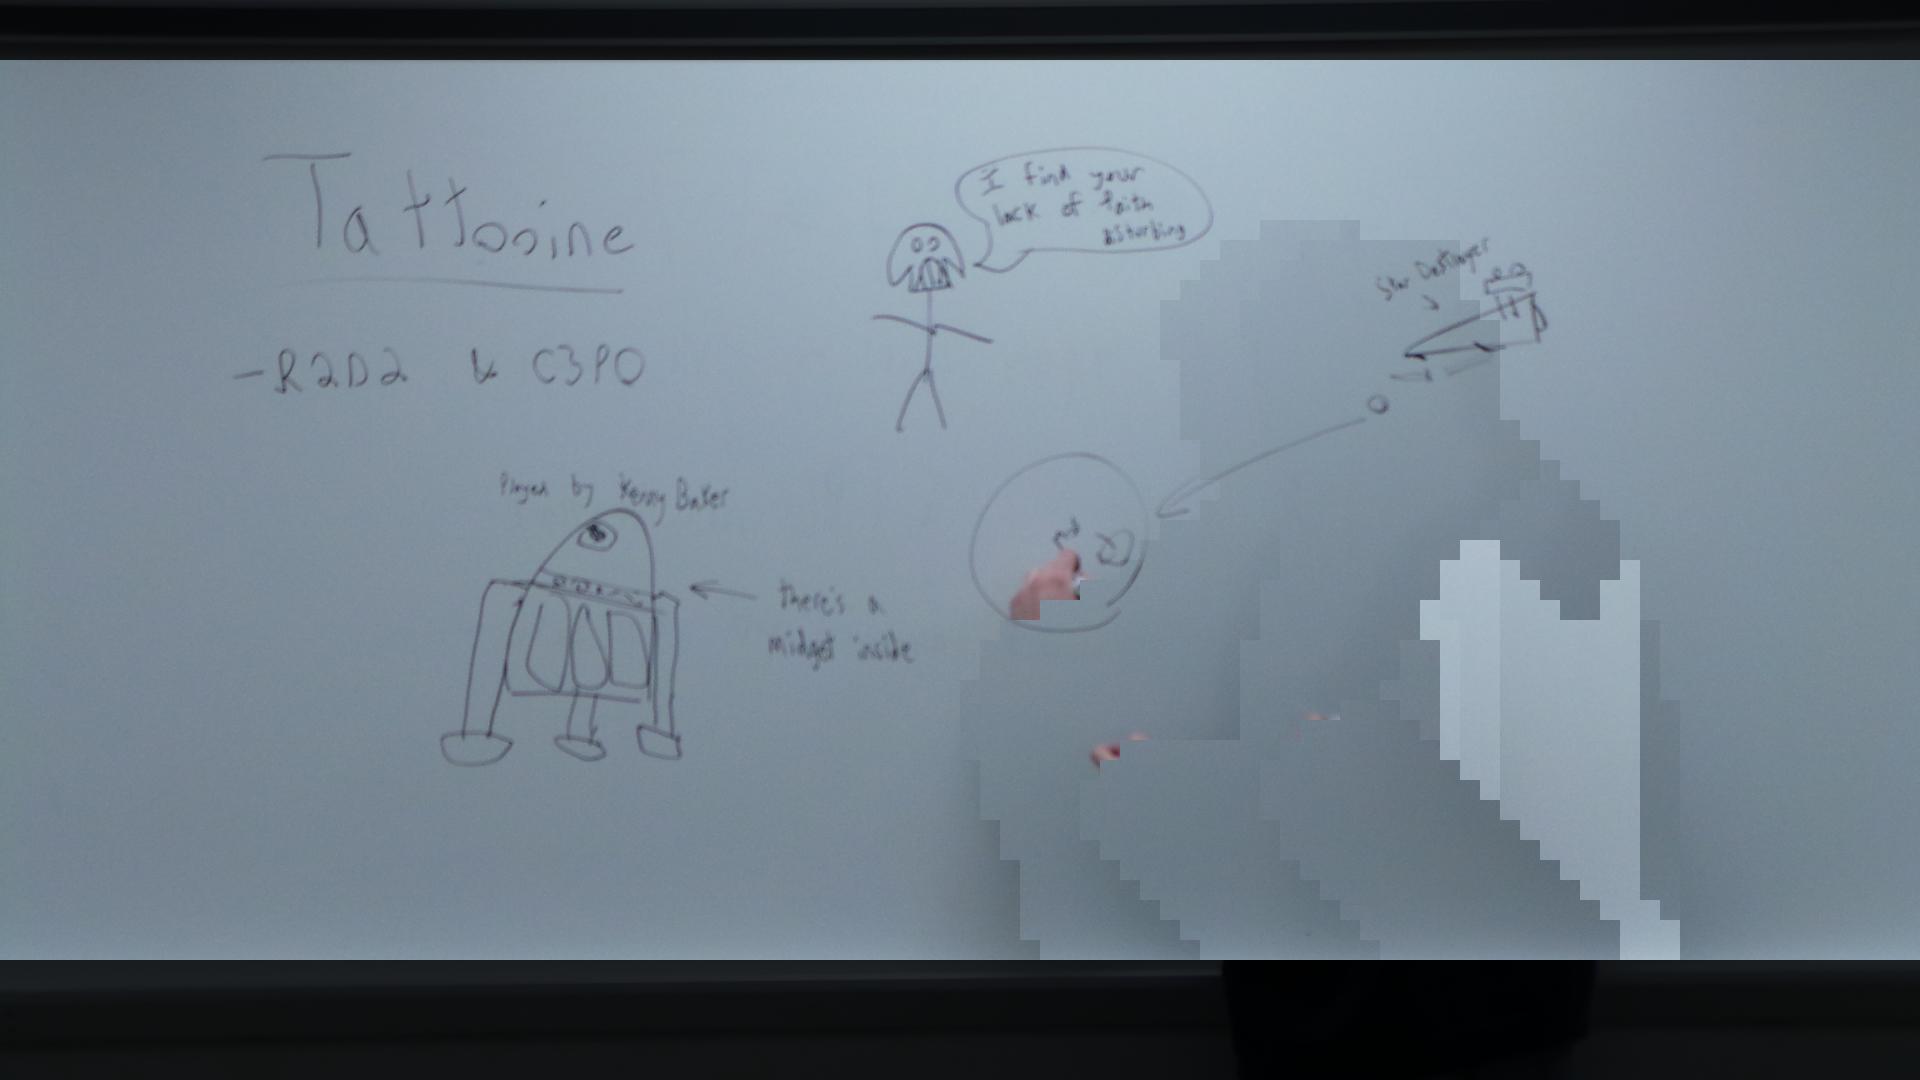 Tattooine
- R2D2 & C3PO
I find your
lack of faith
disturbing
Star Destroyer
Played by Kenny Baker
there's a
midget inside